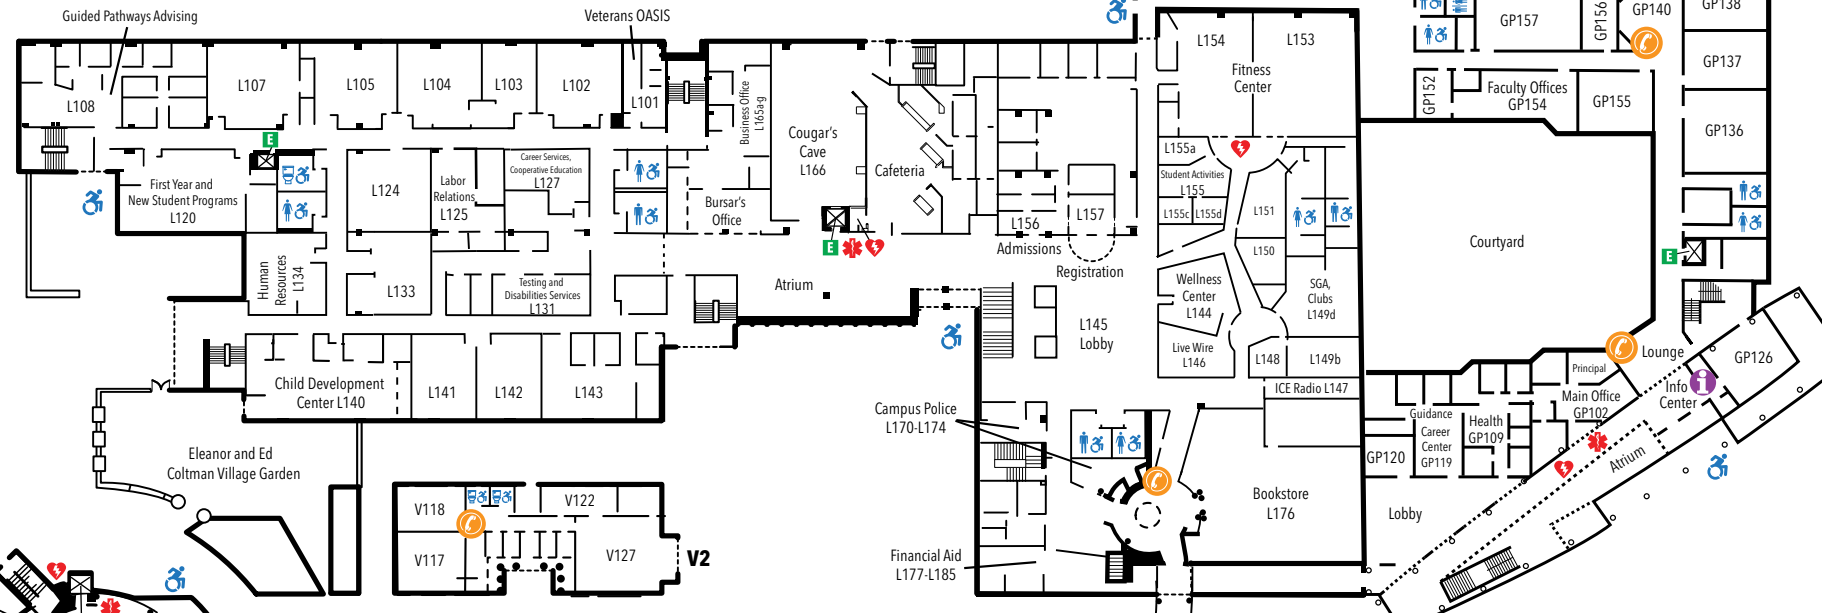 Guided Pathways Advising
Veterans OASIS
L108
L107
L105
L104
L103
L102
L101
Business Office
L165a-g
Cougar's
Cave
L166
Cafeteria
E
First Year and
New Student Programs
L120
L124
Labor
Relations
L125
Career Services,
Cooperative Education
L127
Bursar's
Office
E
Human
Resources
L134
L133
Testing and
Disabilities Services
L131
Atrium
L156
Admissions
L157
Registration
L145
Lobby
Child Development
Center L140
L141
L142
L143
Eleanor and Ed
Coltman Village Garden
V118
V122
V117
V127
V2
L154
L153
Fitness
Center
L155a
Student Activities
L155
L155c
L155d
L151
L150
Wellness
Center
L144
SGA,
Clubs
L149d
Live Wire
L146
L148
L149b
ICE Radio L147
Campus Police
L170-L174
Bookstore
L176
Financial Aid
L177-L185
GP157
GP156
GP140
GP138
GP137
GP152
Faculty Offices
GP154
GP155
GP136
Courtyard
E
Lounge
GP126
Info
Center
i
Principal
Main Office
GP102
Guidance
Career
Center
GP119
Health
GP109
GP120
Atrium
Lobby